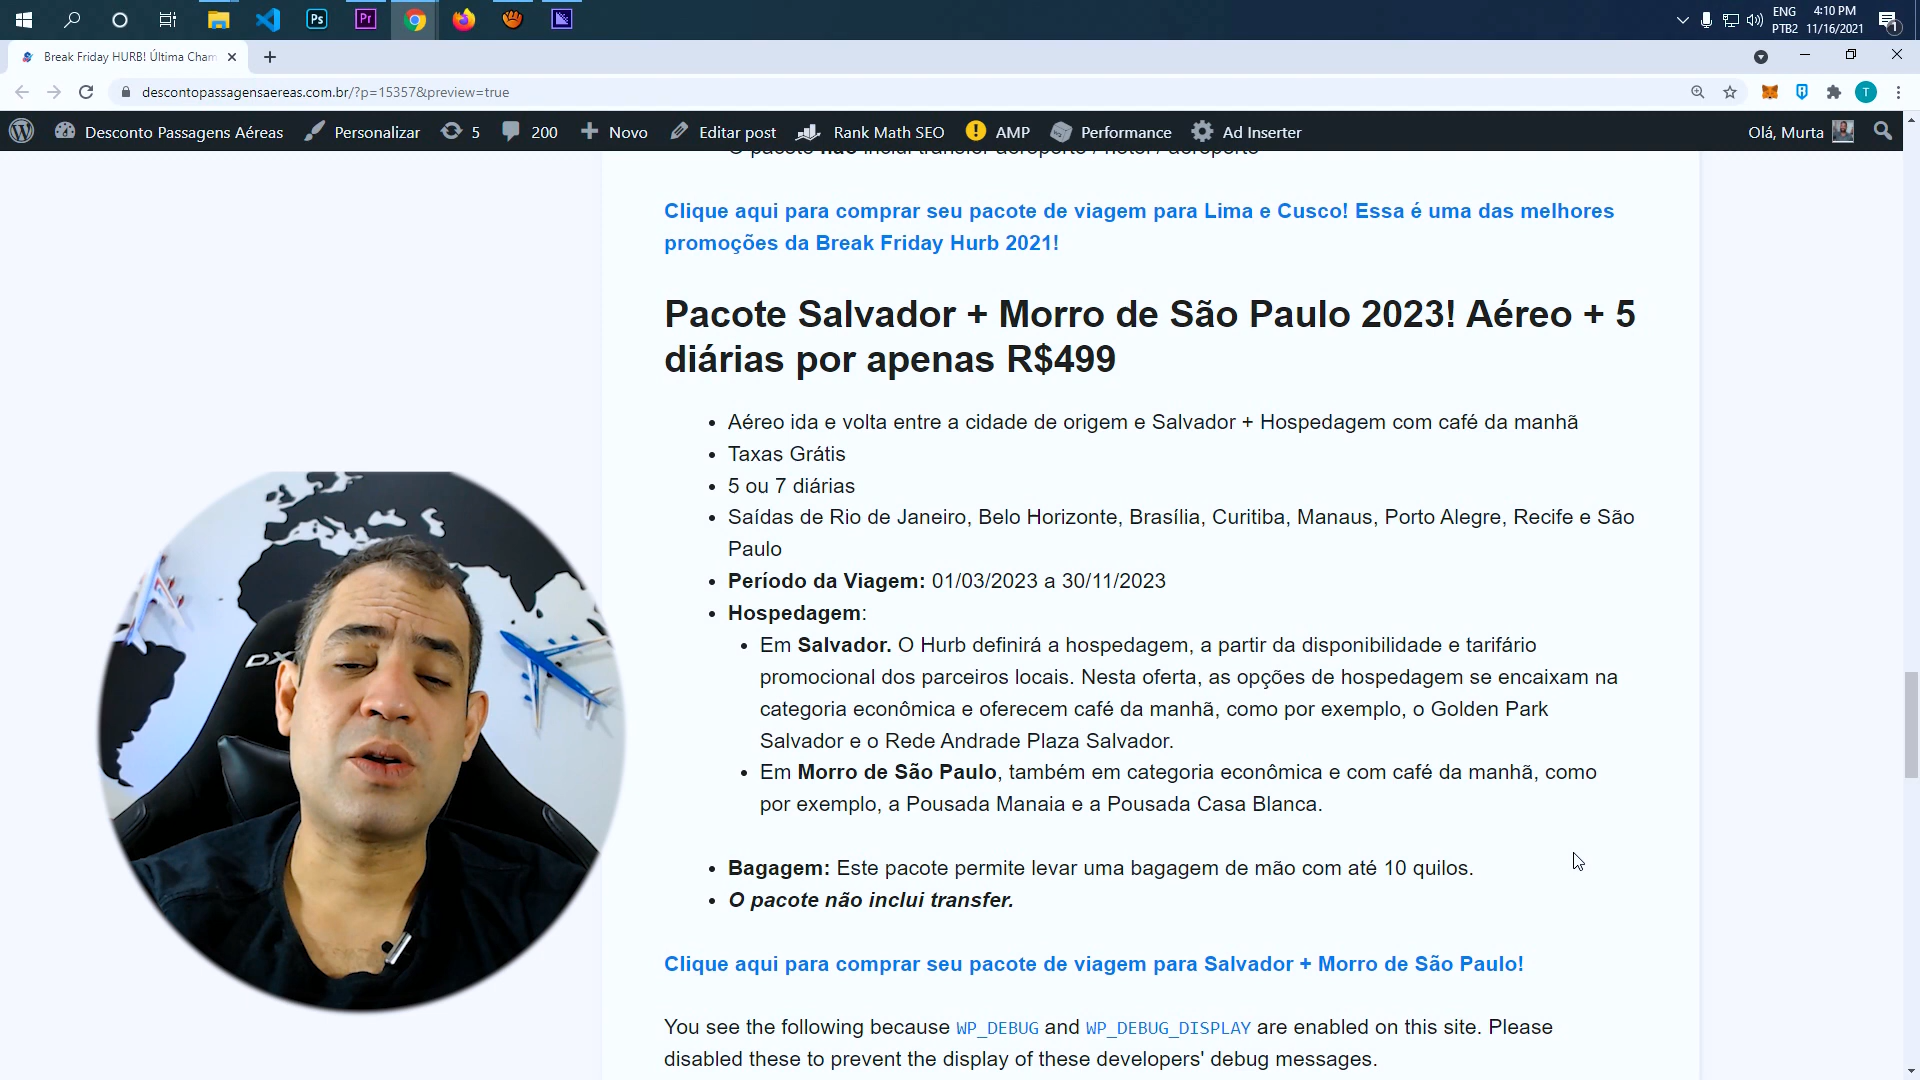 Ps
Pr
ENG
PTB2
4:10 PM
11/16/2021
1
Break Friday HURB! Última Cham
descontopassagensaereas.com.br/?p=15357&preview=true
T
Desconto Passagens Aéreas
Personalizar
5
200
Novo
Editar post
Rank Math SEO
AMP
Performance
Ad Inserter
Olá, Murta
O pacote não inclui transfer aeroporto / hotel / aeroporto
Clique aqui para comprar seu pacote de viagem para Lima e Cusco! Essa é uma das melhores
promoções da Break Friday Hurb 2021!
Pacote Salvador + Morro de São Paulo 2023! Aéreo + 5
diárias por apenas R$499
• Aéreo ida e volta entre a cidade de origem e Salvador + Hospedagem com café da manhã
• Taxas Grátis
• 5 ou 7 diárias
• Saídas de Rio de Janeiro, Belo Horizonte, Brasília, Curitiba, Manaus, Porto Alegre, Recife e São
Paulo
• Período da Viagem: 01/03/2023 a 30/11/2023
• Hospedagem:
• Em Salvador. O Hurb definirá a hospedagem, a partir da disponibilidade e tarifário
promocional dos parceiros locais. Nesta oferta, as opções de hospedagem se encaixam na
categoria econômica e oferecem café da manhã, como por exemplo, o Golden Park
Salvador e o Rede Andrade Plaza Salvador.
• Em Morro de São Paulo, também em categoria econômica e com café da manhã, como
por exemplo, a Pousada Manaia e a Pousada Casa Blanca.
• Bagagem: Este pacote permite levar uma bagagem de mão com até 10 quilos.
• O pacote não inclui transfer.
Clique aqui para comprar seu pacote de viagem para Salvador + Morro de São Paulo!
You see the following because WP_DEBUG and WP_DEBUG_DISPLAY are enabled on this site. Please
disabled these to prevent the display of these developers' debug messages.